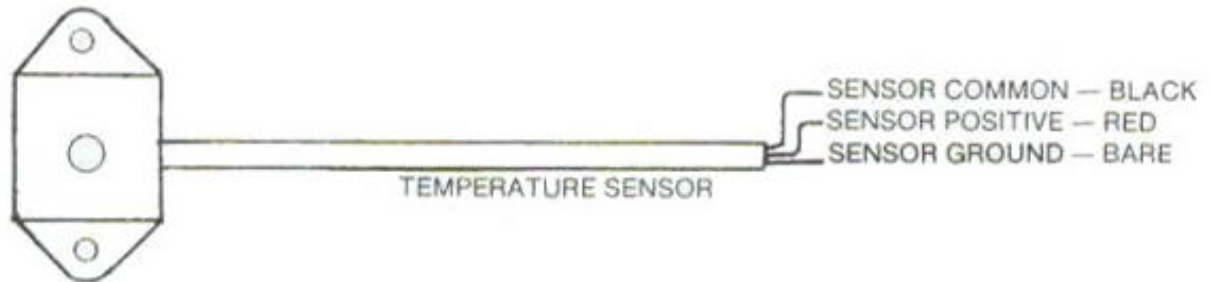 SENSOR COMMON — BLACK
SENSOR POSITIVE — RED
SENSOR GROUND — BARE
TEMPERATURE SENSOR